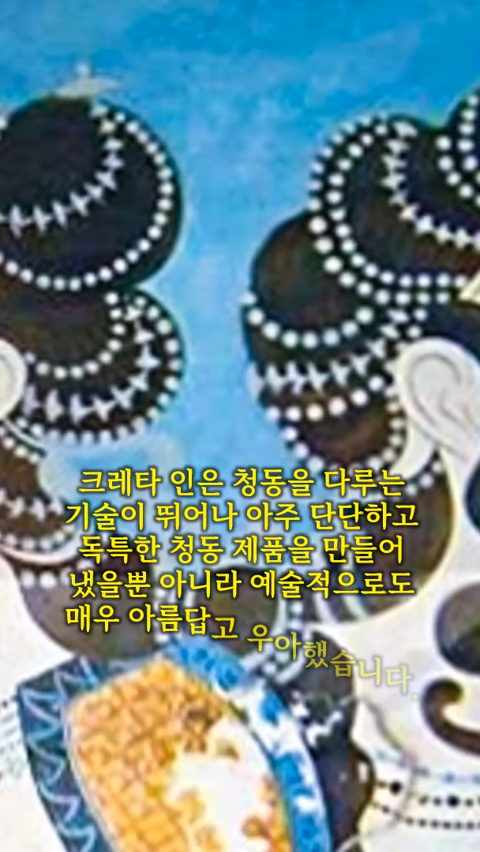 크레타 인은 청동을 다루는
기술이 뛰어나 아주 단단하고
독특한 청동 제품을 만들어
냈을뿐 아니라 예술적으로도
매우 아름답고 우아했습니다.